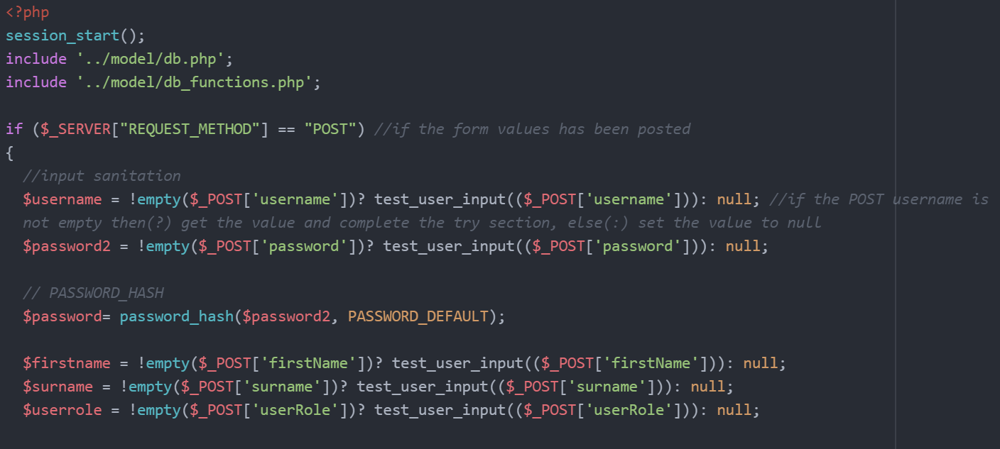 <?php
session_start();
include '../model/db.php';
include '../model/db_functions.php';
if ($_SERVER["REQUEST_METHOD"] == "POST") //if the form values has been posted
{
//input sanitation
$username = !empty($_POST['username'])? test_user_input(($_POST['username'])): null; //if the POST username is
not empty then(?) get the value and complete the try section, else(:) set the value to null
$password2 = !empty($_POST['password'])? test_user_input(($_POST['password'])): null;
// PASSWORD_HASH
$password= password_hash($password2, PASSWORD_DEFAULT);
$firstname = !empty($_POST['firstName'])? test_user_input(($_POST['firstName'])): null;
$surname = !empty($_POST['surname'])? test_user_input(($_POST['surname'])): null;
$userrole = !empty($_POST['userRole'])? test_user_input(($_POST['userRole'])): null;